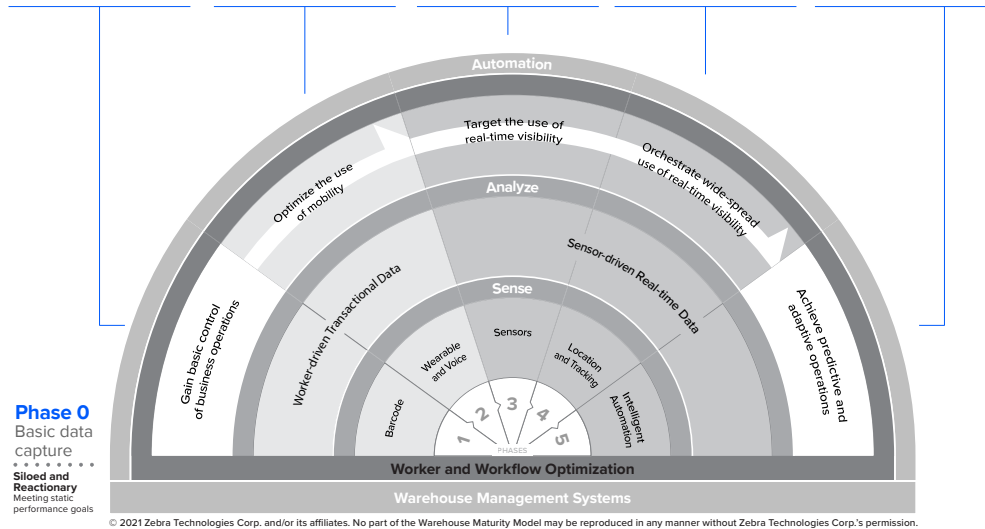 Automation
Target the use of
real-time visibility
Optimize the use
of mobility
Orchestrate wide-spread
use of real-time visibility
Analyze
Worker-driven Transactional Data
Sensor-driven Real-time Data
Gain basic control
of business operations
Achieve predictive and
adaptive operations
Sense
Barcode
Wearable
and Voice
Sensors
Location
and Tracking
Intelligent
Automation
1
2
3
4
5
PHASES
Phase 0
Basic data
capture
Siloed and
Reactionary
Meeting static
performance goals
Worker and Workflow Optimization
Warehouse Management Systems
© 2021 Zebra Technologies Corp. and/or its affiliates. No part of the Warehouse Maturity Model may be reproduced in any manner without Zebra Technologies Corp.'s permission.